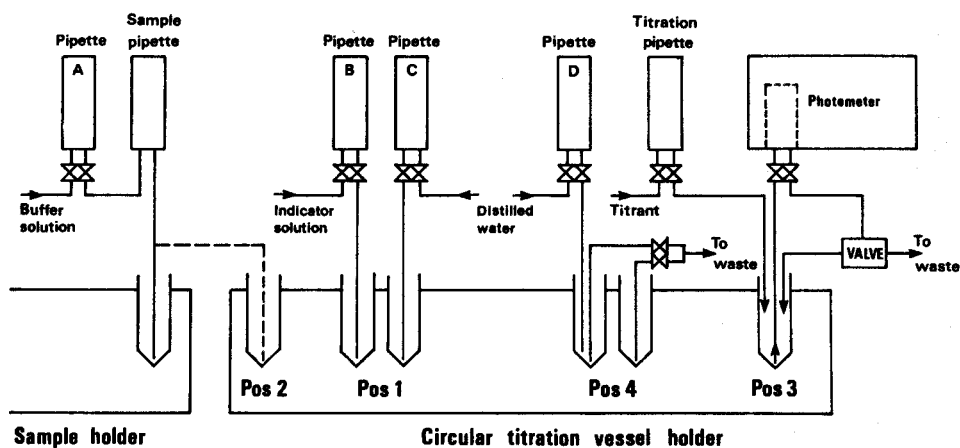 Pipette
A
Sample
pipette
Pipette
B
Pipette
C
Pipette
D
Titration
pipette
Photometer
Buffer
solution
Indicator
solution
Distilled
water
Titrant
To
waste
VALVE
To
waste
Pos 2
Pos 1
Pos 4
Pos 3
Sample holder
Circular titration vessel holder